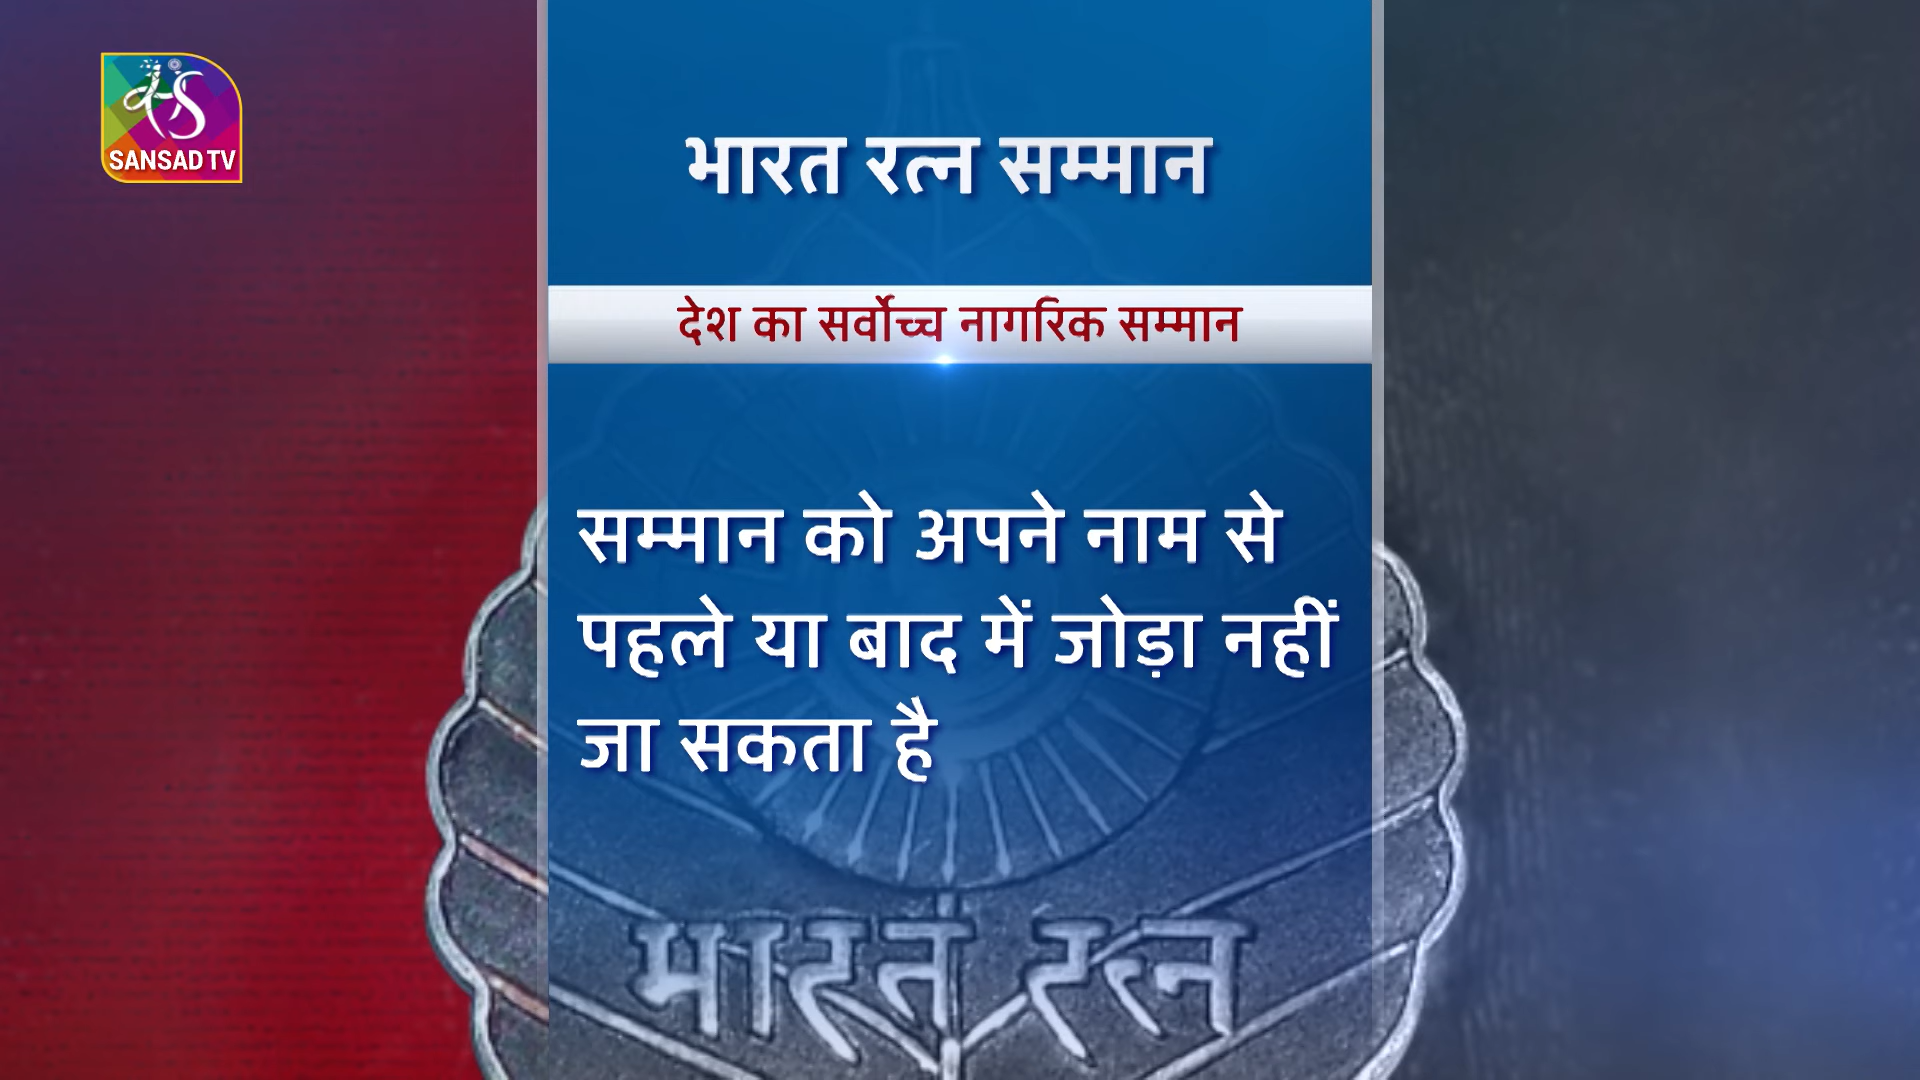 SANSAD TV
भारत रत्न सम्मान
देश का सर्वोच्च नागरिक सम्मान
सम्मान को अपने नाम से
पहले या बाद में जोड़ा नहीं
जा सकता है
भारत रत्न